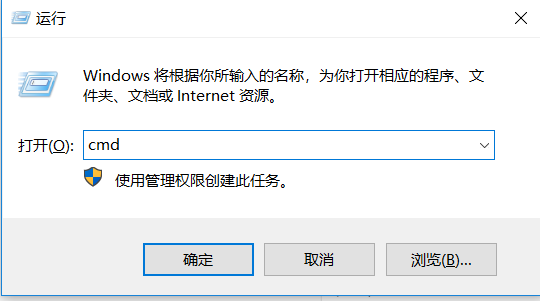 运行
Windows 将根据你所输入的名称，为你打开相应的程序、文
件夹、文档或 Internet 资源。
打开(O): cmd
使用管理权限创建此任务。
确定 取消 浏览(B)...